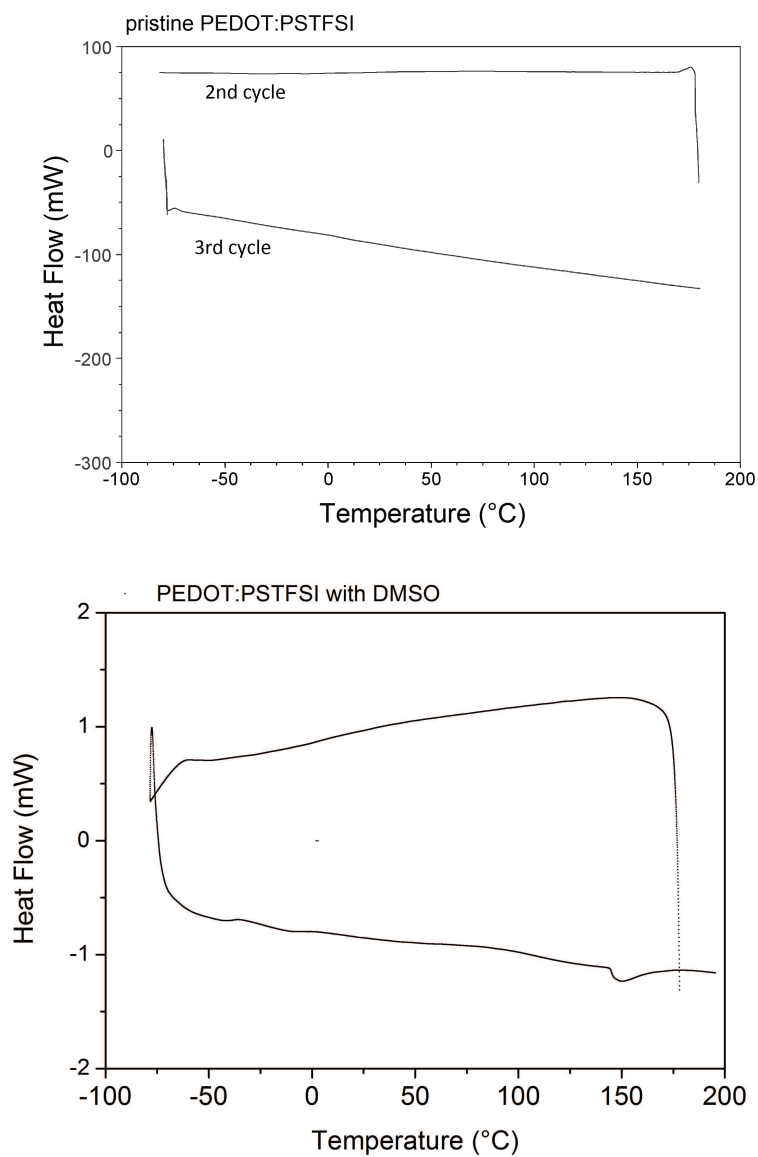 pristine PEDOT:PSTFSI
100
2nd cycle
0
3rd cycle
-100
-200
-300
Heat Flow (mW)
-100 -50 0 50 100 150 200
Temperature (°C)
PEDOT:PSTFSI with DMSO
2
1
0
-1
-2
Heat Flow (mW)
-100 -50 0 50 100 150 200
Temperature (°C)